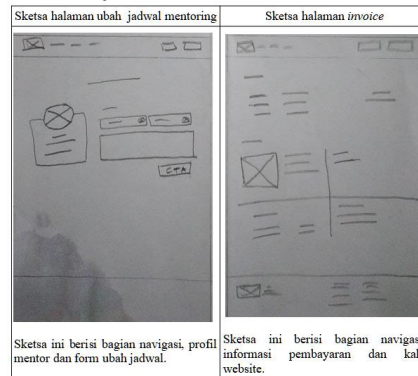 Sketsa halaman ubah jadwal mentoring
Sketsa halaman invoice
CTA
Sketsa ini berisi bagian navigasi, profil
mentor dan form ubah jadwal.
Sketsa ini berisi bagian navigas
informasi pembayaran dan kal
website.